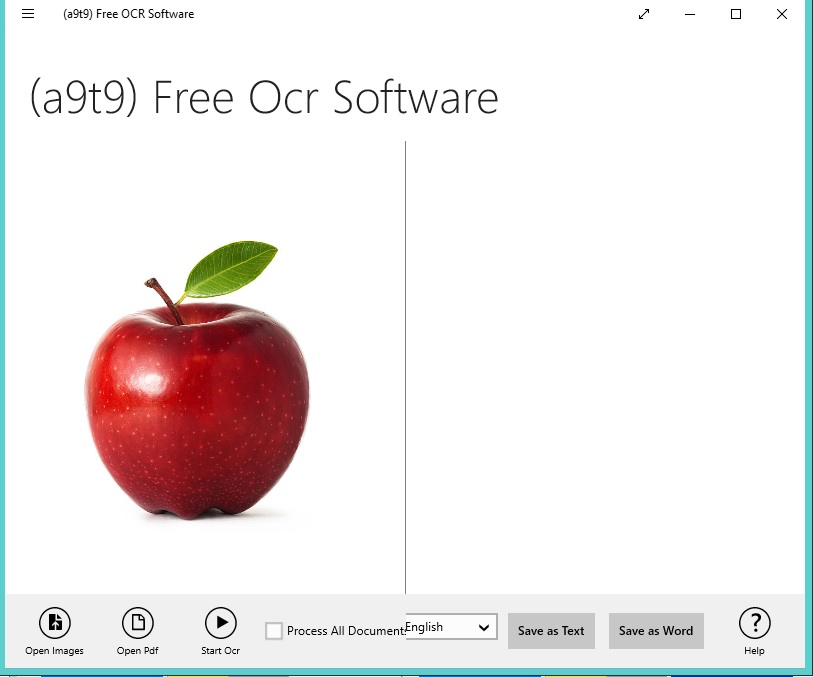 (a9t9) Free OCR Software
(a9t9) Free Ocr Software
Open Images
Open Pdf
Start Ocr
Process All Document
English
Save as Text
Save as Word
?
Help